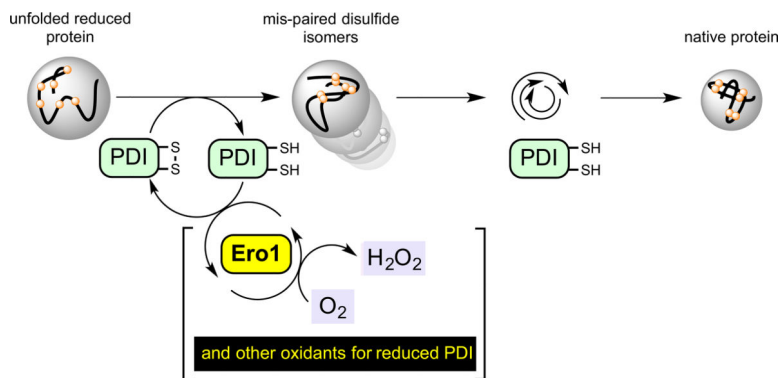 unfolded reduced
protein
mis-paired disulfide
isomers
native protein
PDI
S
S
PDI
SH
SH
PDI
SH
SH
Ero1
H₂O₂
O₂
and other oxidants for reduced PDI